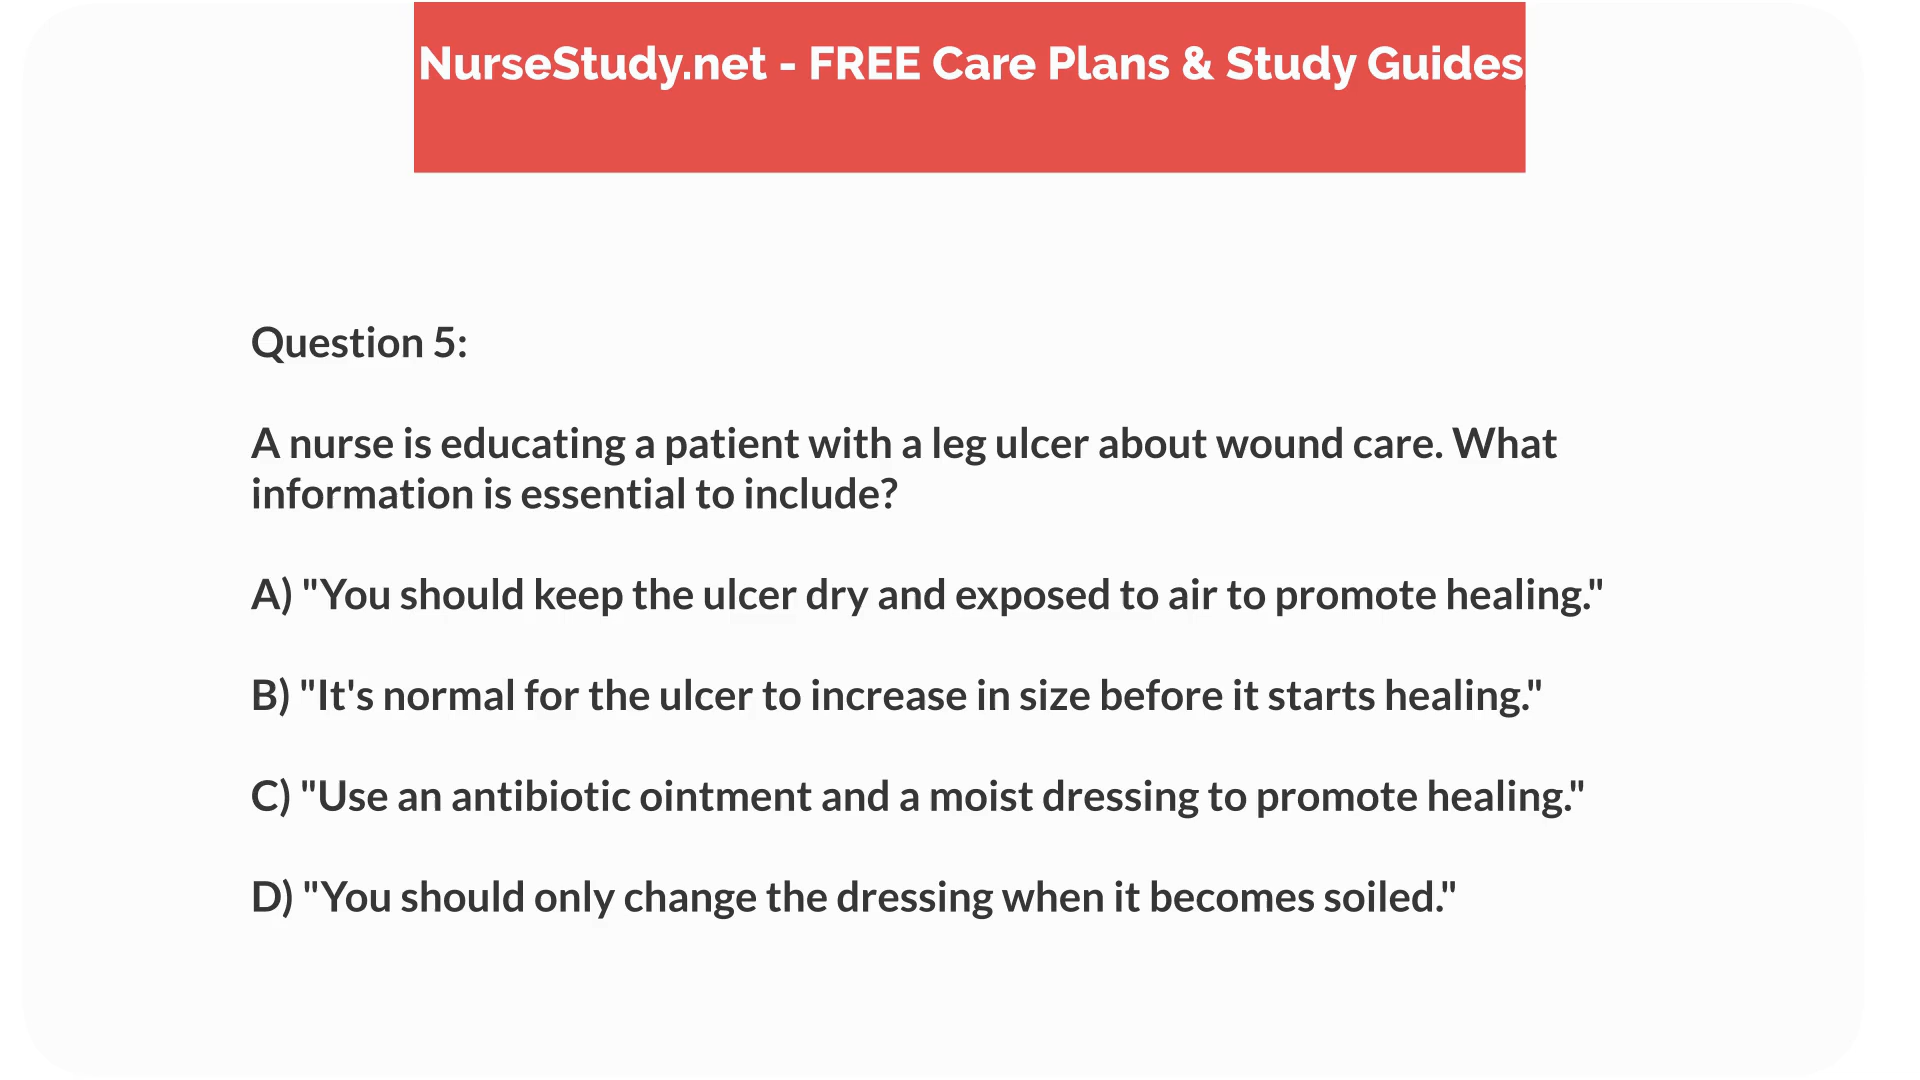 NurseStudy.net - FREE Care Plans & Study Guides
Question 5:
A nurse is educating a patient with a leg ulcer about wound care. What
information is essential to include?
A) "You should keep the ulcer dry and exposed to air to promote healing."
B) "It's normal for the ulcer to increase in size before it starts healing."
C) "Use an antibiotic ointment and a moist dressing to promote healing."
D) "You should only change the dressing when it becomes soiled."